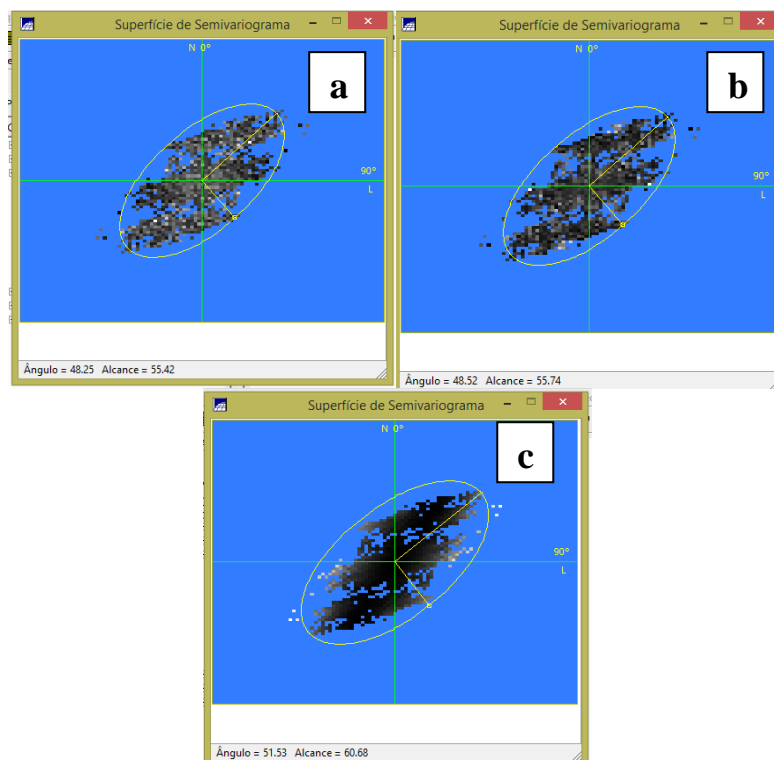 Superfície de Semivariograma
N 0°
a
90°
L
Ângulo = 48.25 Alcance = 55.42
Superfície de Semivariograma
N 0°
b
90°
L
Ângulo = 48.52 Alcance = 55.74
Superfície de Semivariograma
N 0°
c
90°
L
Ângulo = 51.53 Alcance = 60.68